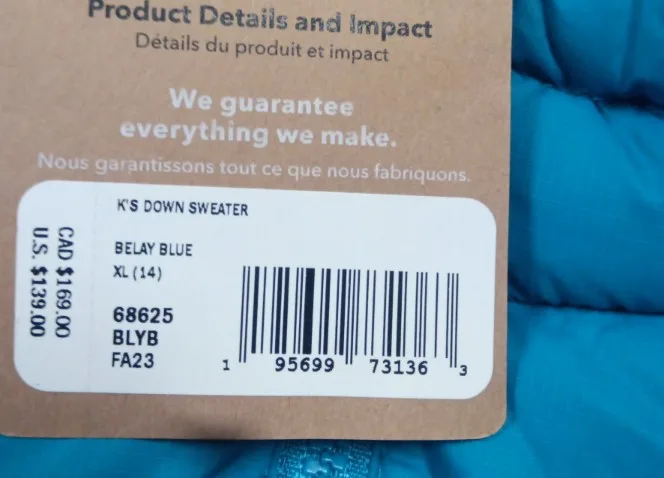 Product Details and Impact
Détails du produit et impact
We guarantee
everything we make.
Nous garantissons tout ce que nous fabriquons.
K'S DOWN SWEATER
BELAY BLUE
XL (14)
68625
BLYB
FA23
CAD $169.00
U.S. $139.00
1 95699 73136 3